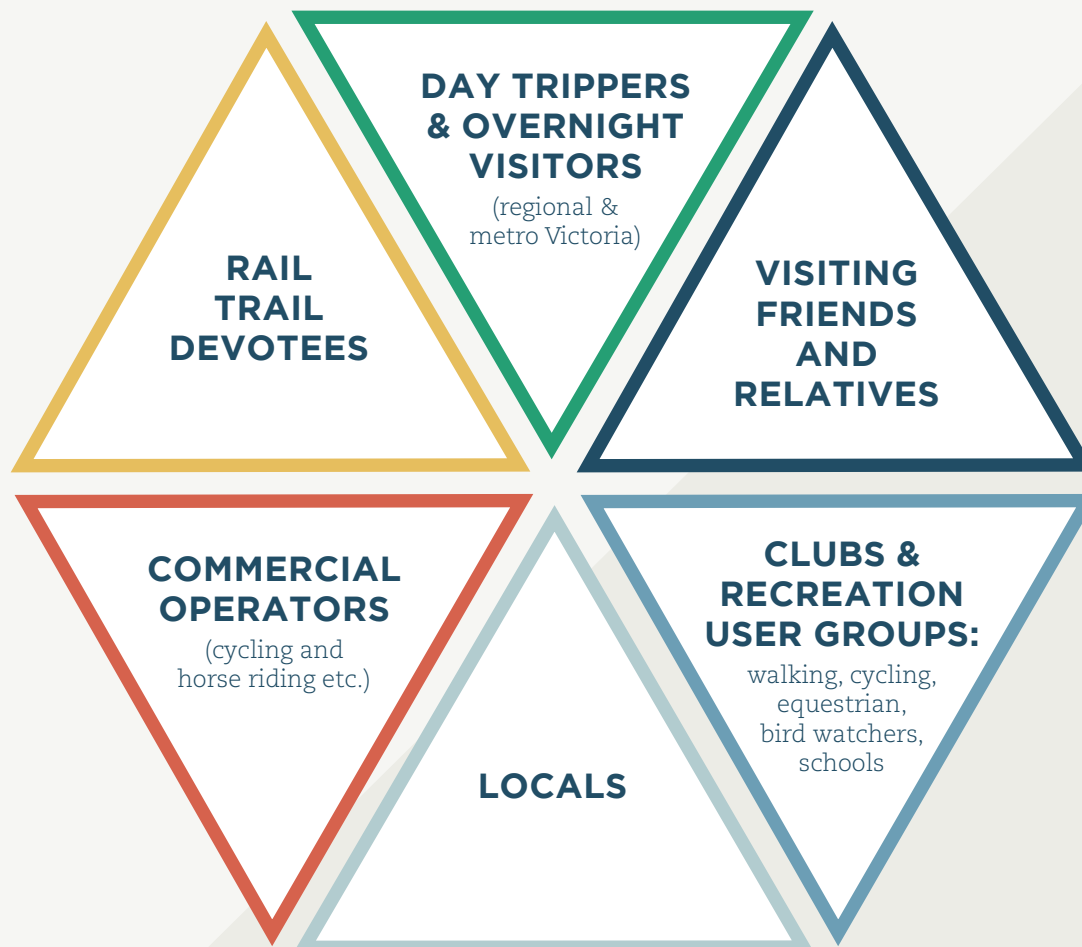 DAY TRIPPERS
& OVERNIGHT
VISITORS
(regional &
metro Victoria)
RAIL
TRAIL
DEVOTEES
VISITING
FRIENDS
AND
RELATIVES
COMMERCIAL
OPERATORS
(cycling and
horse riding etc.)
LOCALS
CLUBS &
RECREATION
USER GROUPS:
walking, cycling,
equestrian,
bird watchers,
schools